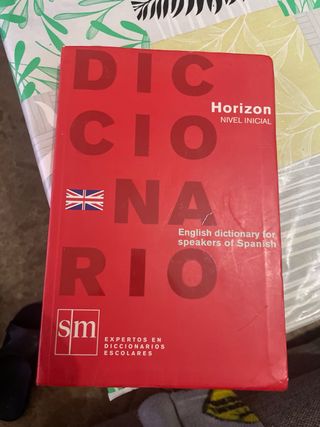 DIC
CIO
NA
RIO
Horizon
NIVEL INICIAL
English dictionary for
speakers of Spanish
sm
EXPERTOS EN
DICCIONARIOS
ESCOLARES